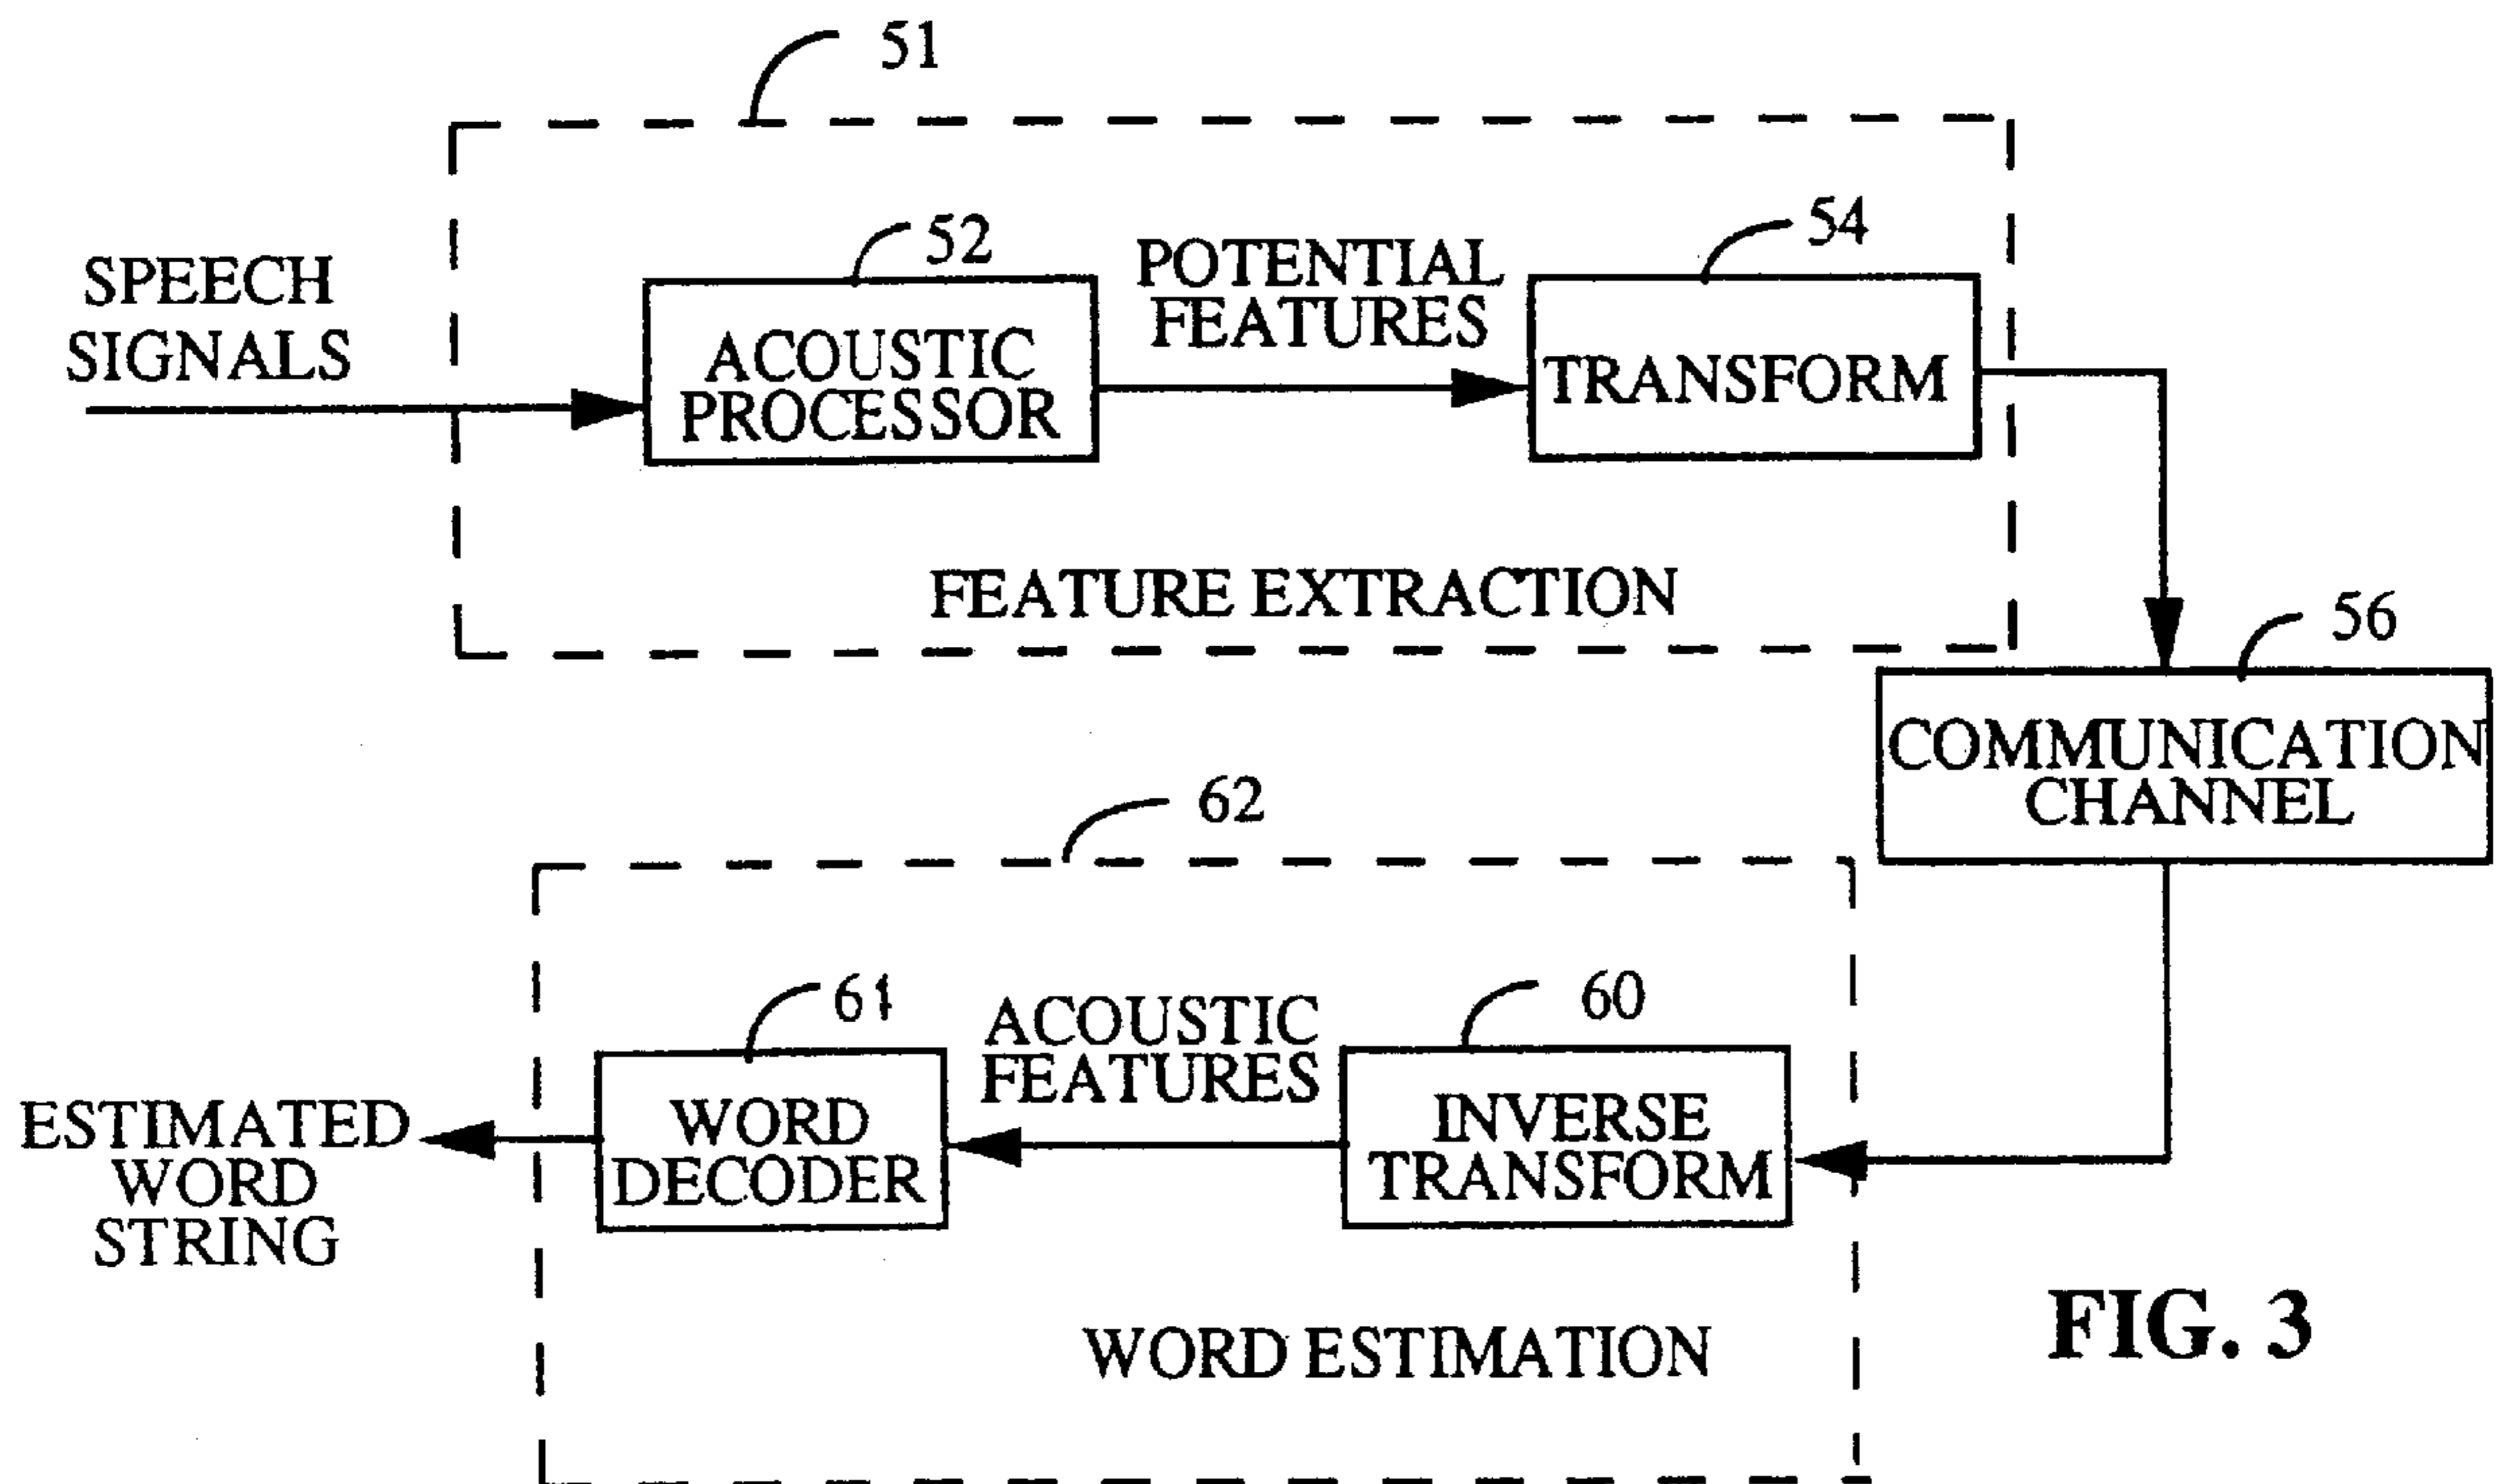 51
52
54
SPEECH
SIGNALS
POTENTIAL
FEATURES
ACOUSTIC
PROCESSOR
TRANSFORM
FEATURE EXTRACTION
56
COMMUNICATION
CHANNEL
62
61
60
ACOUSTIC
FEATURES
ESTIMATED
WORD
STRING
WORD
DECODER
INVERSE
TRANSFORM
WORD ESTIMATION
FIG. 3